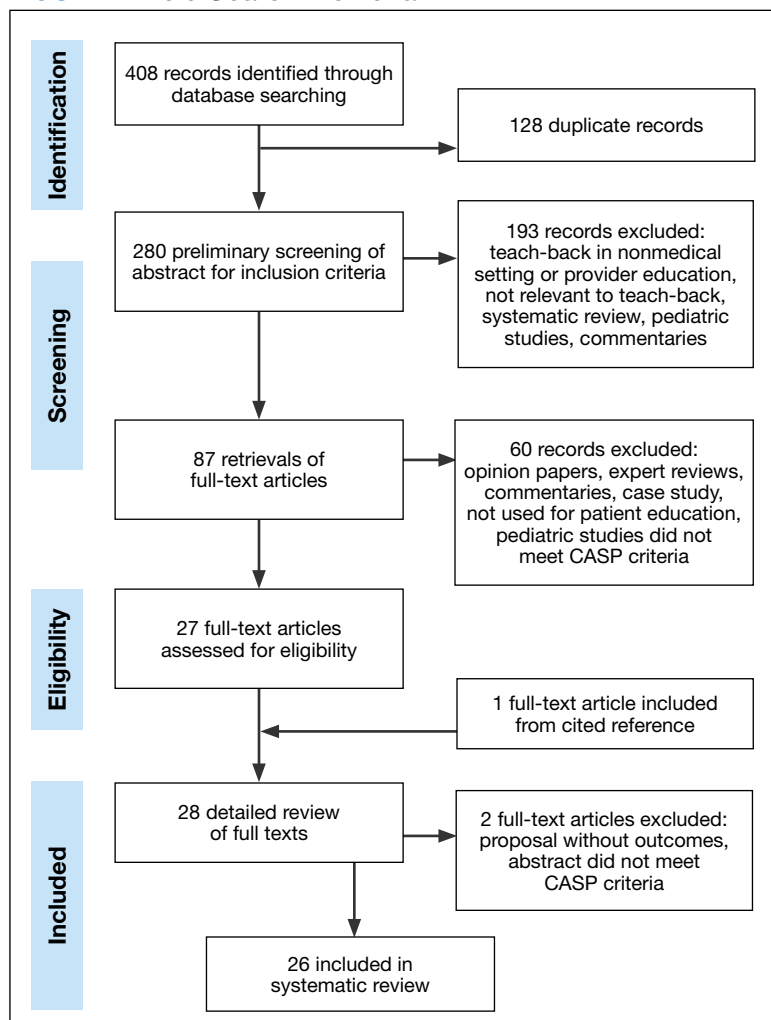 Identification
408 records identified through
database searching
128 duplicate records
Screening
280 preliminary screening of
abstract for inclusion criteria
193 records excluded:
teach-back in nonmedical
setting or provider education,
not relevant to teach-back,
systematic review, pediatric
studies, commentaries
87 retrievals of
full-text articles
60 records excluded:
opinion papers, expert reviews,
commentaries, case study,
not used for patient education,
pediatric studies did not
meet CASP criteria
Eligibility
27 full-text articles
assessed for eligibility
1 full-text article included
from cited reference
Included
28 detailed review
of full texts
2 full-text articles excluded:
proposal without outcomes,
abstract did not meet
CASP criteria
26 included in
systematic review